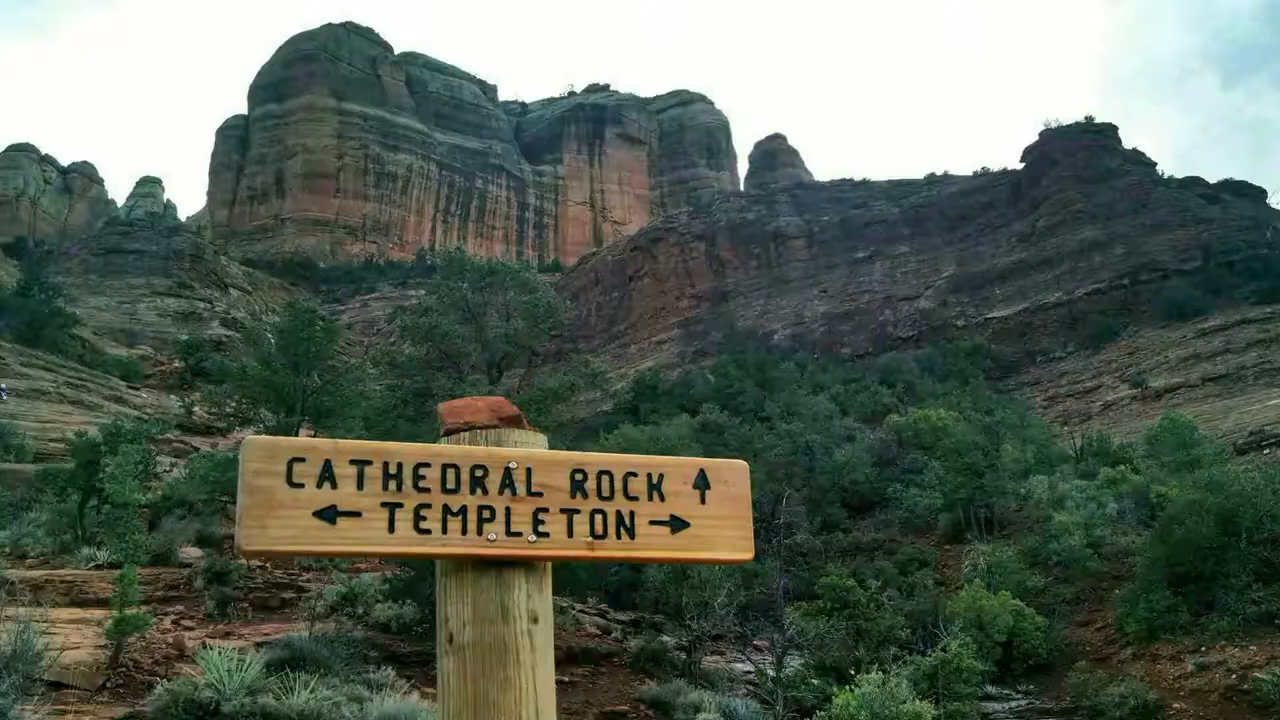 CATHEDRAL ROCK ↑
← TEMPLETON →